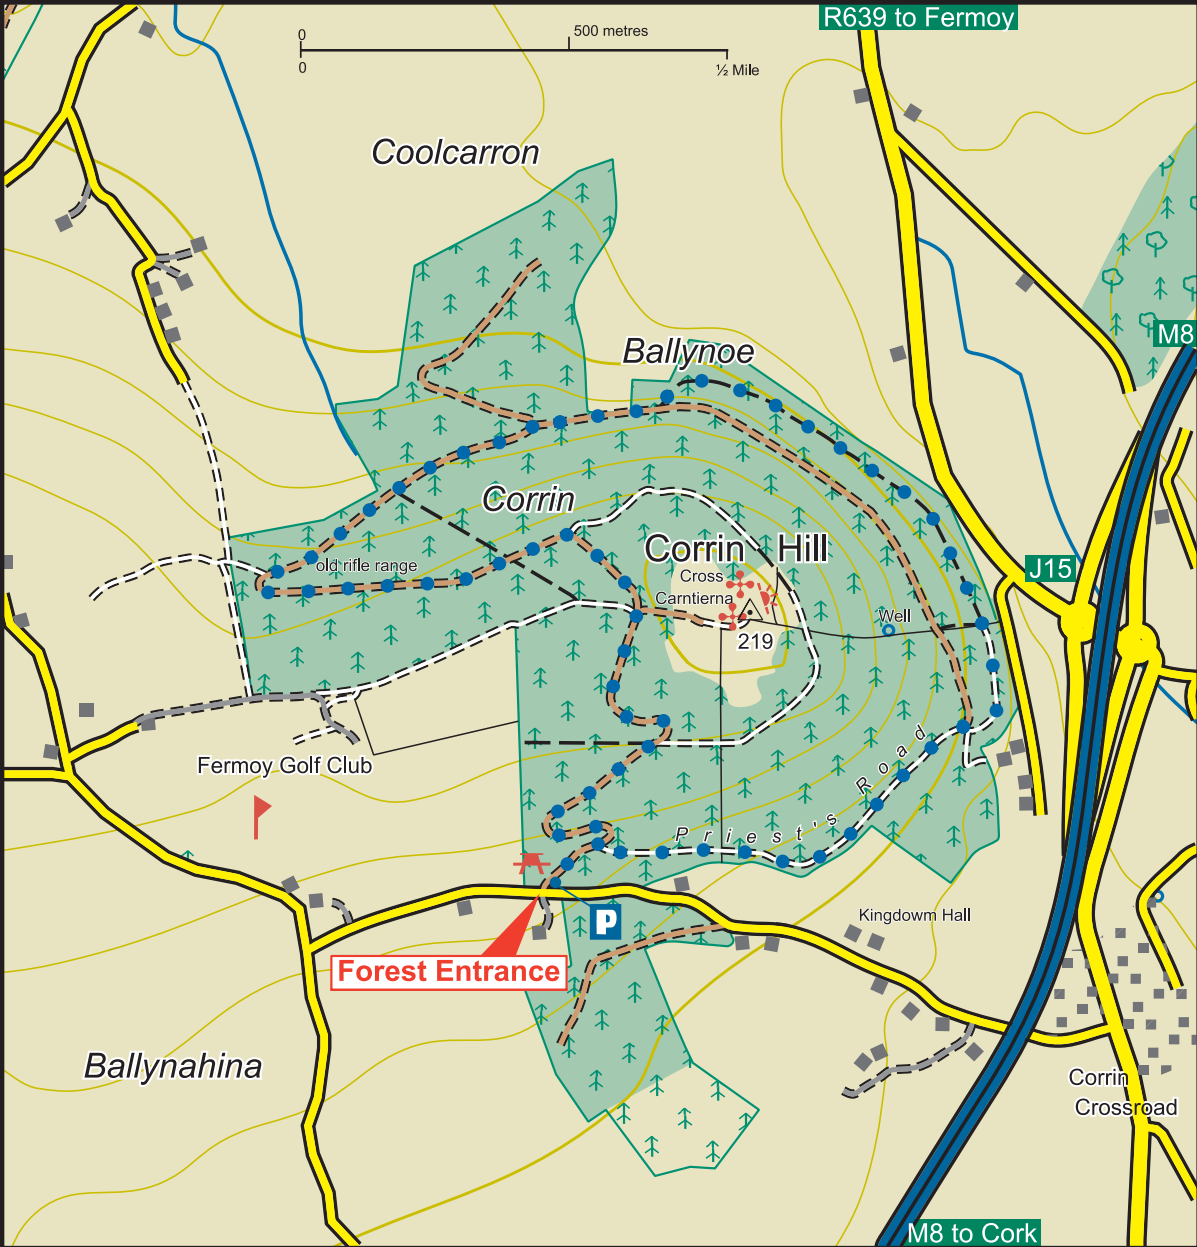 R639 to Fermoy
0
500 metres
0
½ Mile
Coolcarron
M8
Ballynoe
Corrin
Corrin Hill
old rifle range
Cross
Carntierna
J15
Well
219
Fermoy Golf Club
Priest's Road
Kingdowm Hall
P
Forest Entrance
Ballynahina
Corrin
Crossroad
M8 to Cork